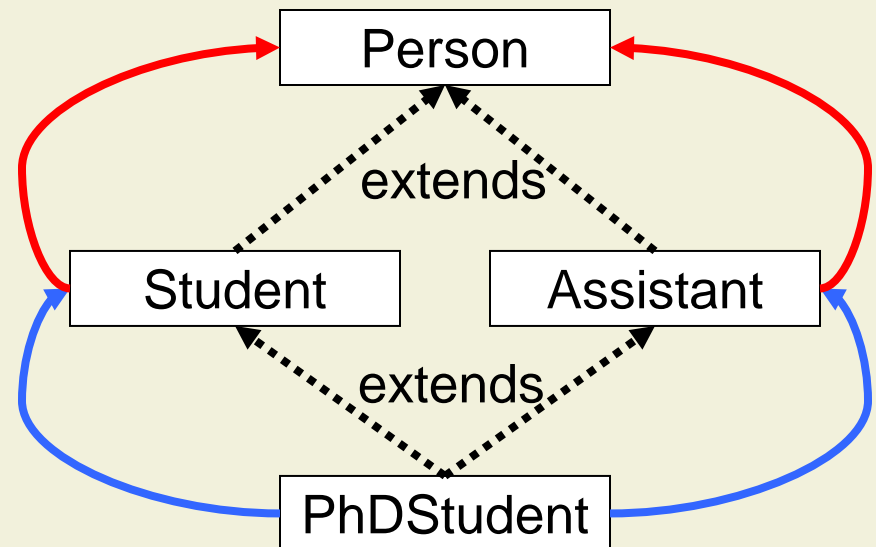 Person
extends
Student
Assistant
extends
PhDStudent